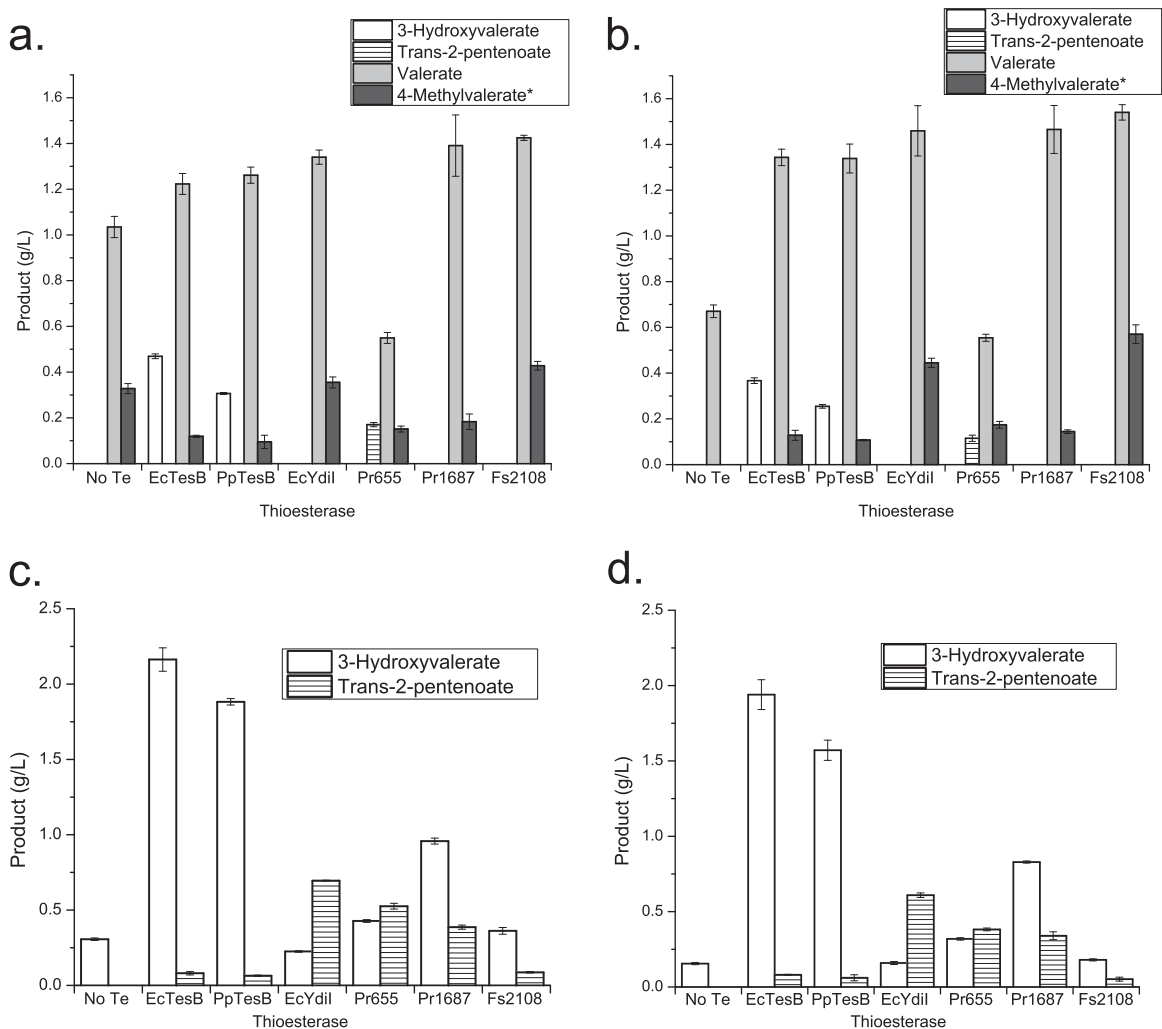 a.
3-Hydroxyvalerate
Trans-2-pentenoate
Valerate
4-Methylvalerate*
Product (g/L)
1.6
1.4
1.2
1.0
0.8
0.6
0.4
0.2
0.0
No Te EcTesB PpTesB EcYdiI Pr655 Pr1687 Fs2108
Thioesterase
b.
3-Hydroxyvalerate
Trans-2-pentenoate
Valerate
4-Methylvalerate*
Product (g/L)
1.6
1.4
1.2
1.0
0.8
0.6
0.4
0.2
0.0
No Te EcTesB PpTesB EcYdiI Pr655 Pr1687 Fs2108
Thioesterase
c.
3-Hydroxyvalerate
Trans-2-pentenoate
Product (g/L)
2.5
2.0
1.5
1.0
0.5
0.0
No Te EcTesB PpTesB EcYdiI Pr655 Pr1687 Fs2108
Thioesterase
d.
3-Hydroxyvalerate
Trans-2-pentenoate
Product (g/L)
2.5
2.0
1.5
1.0
0.5
0.0
No Te EcTesB PpTesB EcYdiI Pr655 Pr1687 Fs2108
Thioesterase